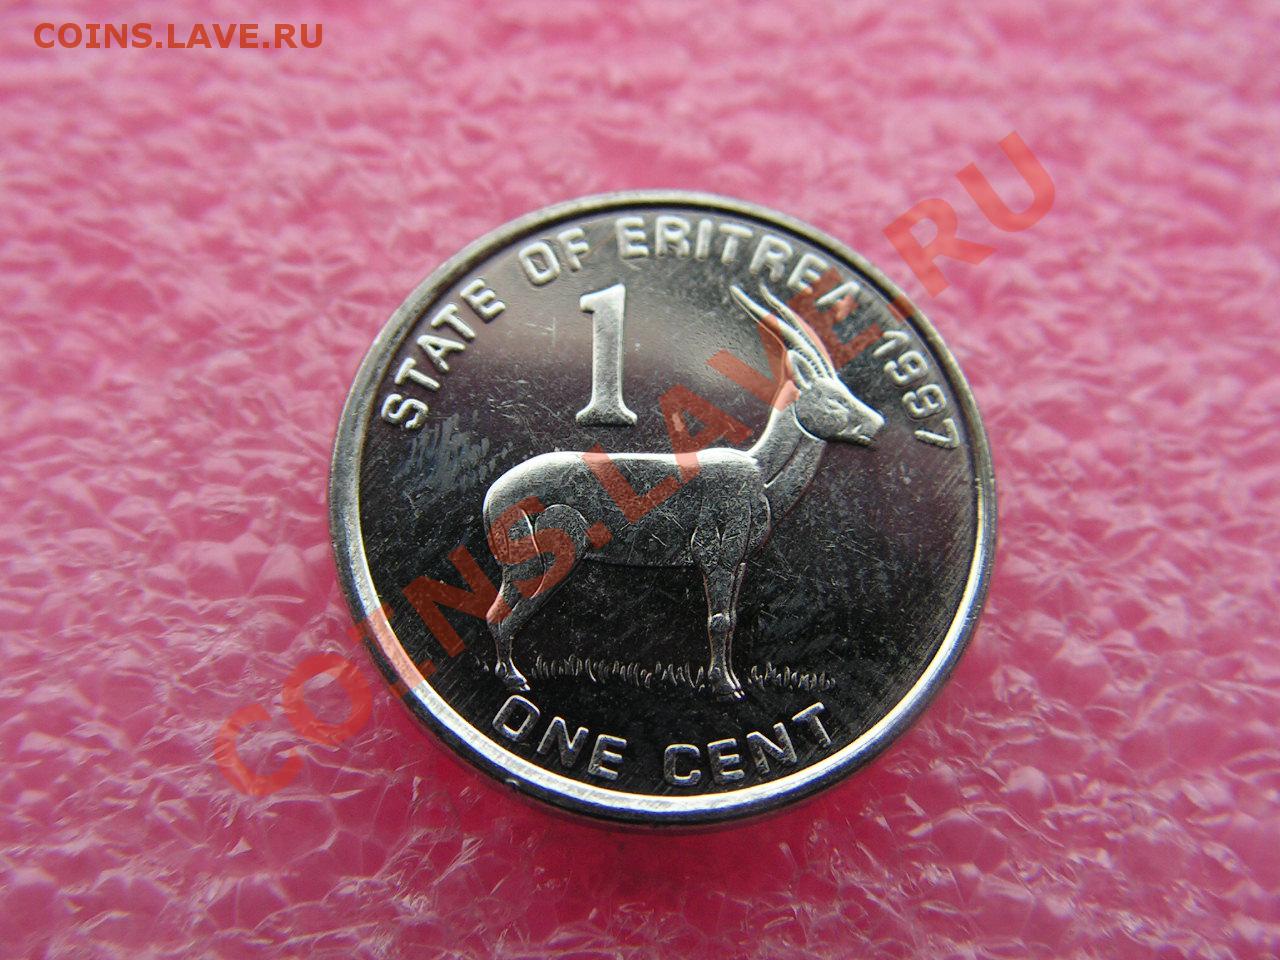 COINS.LAVE.RU
STATE OF ERITREA 1997
1
COINS.LAVE.RU
ONE CENT